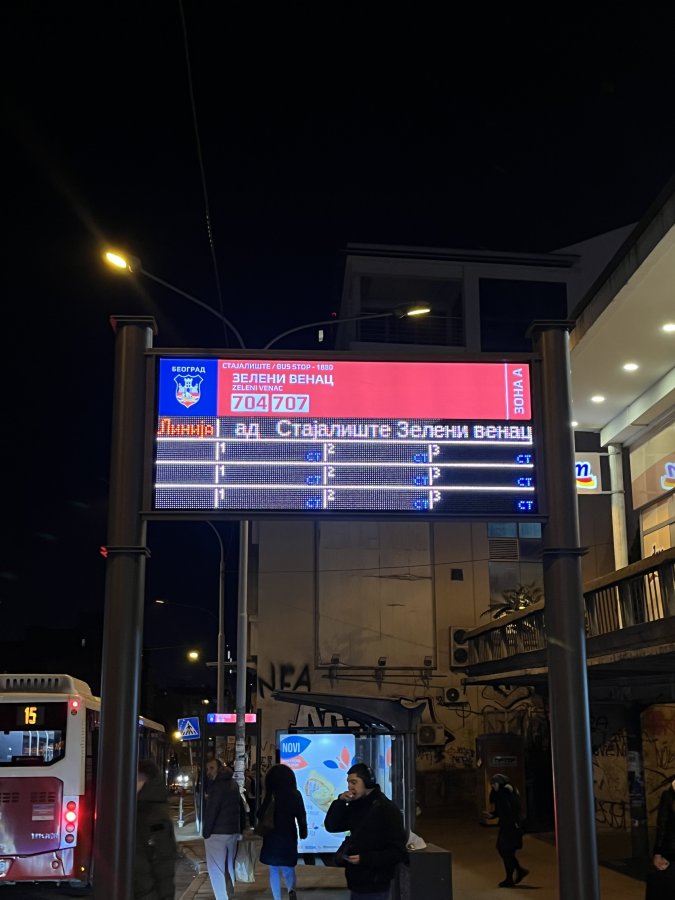 БЕОГРАД
СТАЈАЛИШТЕ / BUS STOP - 1880
ЗЕЛЕНИ ВЕНАЦ
ZELENI VENAC
704 707
ЗОНА А
Линија ад Стајалиште Зелени венац
1 СТ 2 СТ 3 СТ
1 СТ 2 СТ 3 СТ
1 СТ 2 СТ 3 СТ
m
15
NOVI